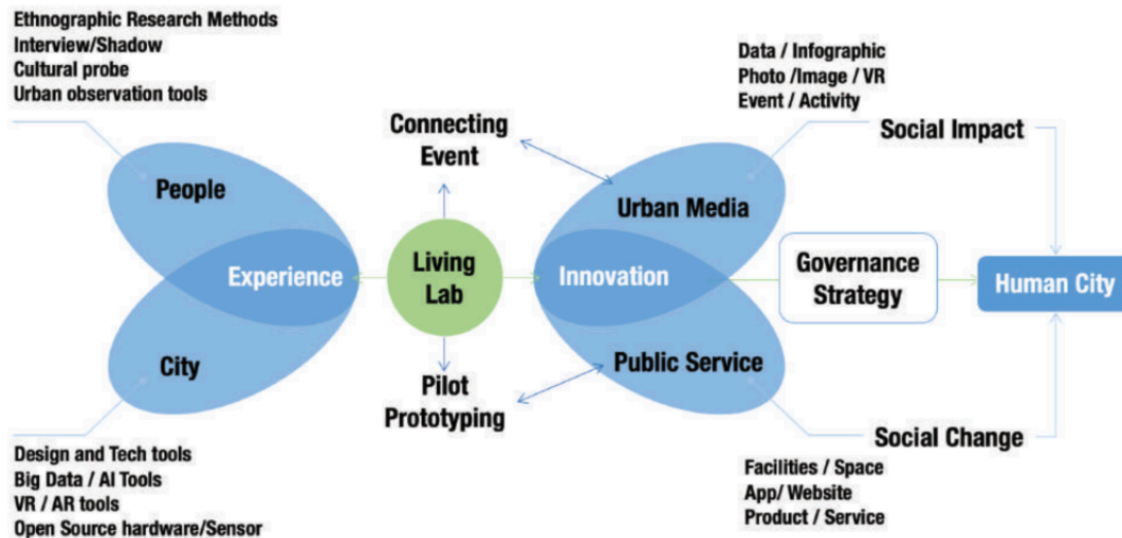 Ethnographic Research Methods
Interview/Shadow
Cultural probe
Urban observation tools
People
Experience
City
Design and Tech tools
Big Data / AI Tools
VR / AR tools
Open Source hardware/Sensor
Connecting
Event
Living
Lab
Pilot
Prototyping
Data / Infographic
Photo /Image / VR
Event / Activity
Social Impact
Urban Media
Innovation
Governance
Strategy
Human City
Public Service
Social Change
Facilities / Space
App/ Website
Product / Service